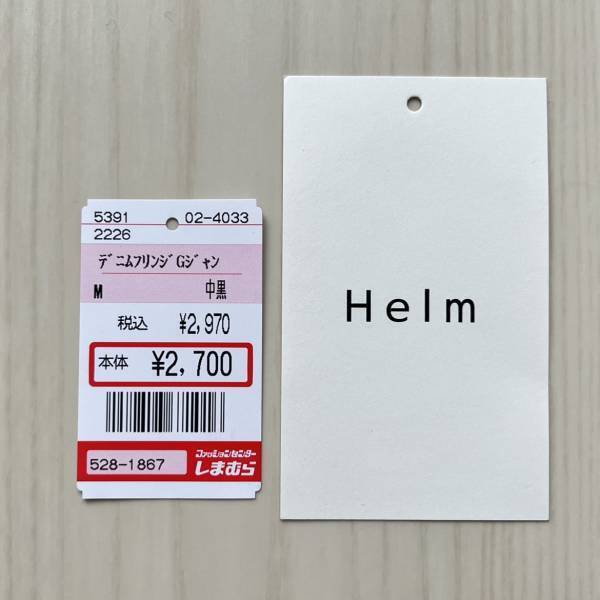 5391 02-4033
2226
ﾃﾞﾆﾑﾌﾘﾝｼﾞGｼﾞｬﾝ
M 中黒
税込 ¥2,970
本体 ¥2,700
528-1867
ファッションセンター
しまむら
Helm